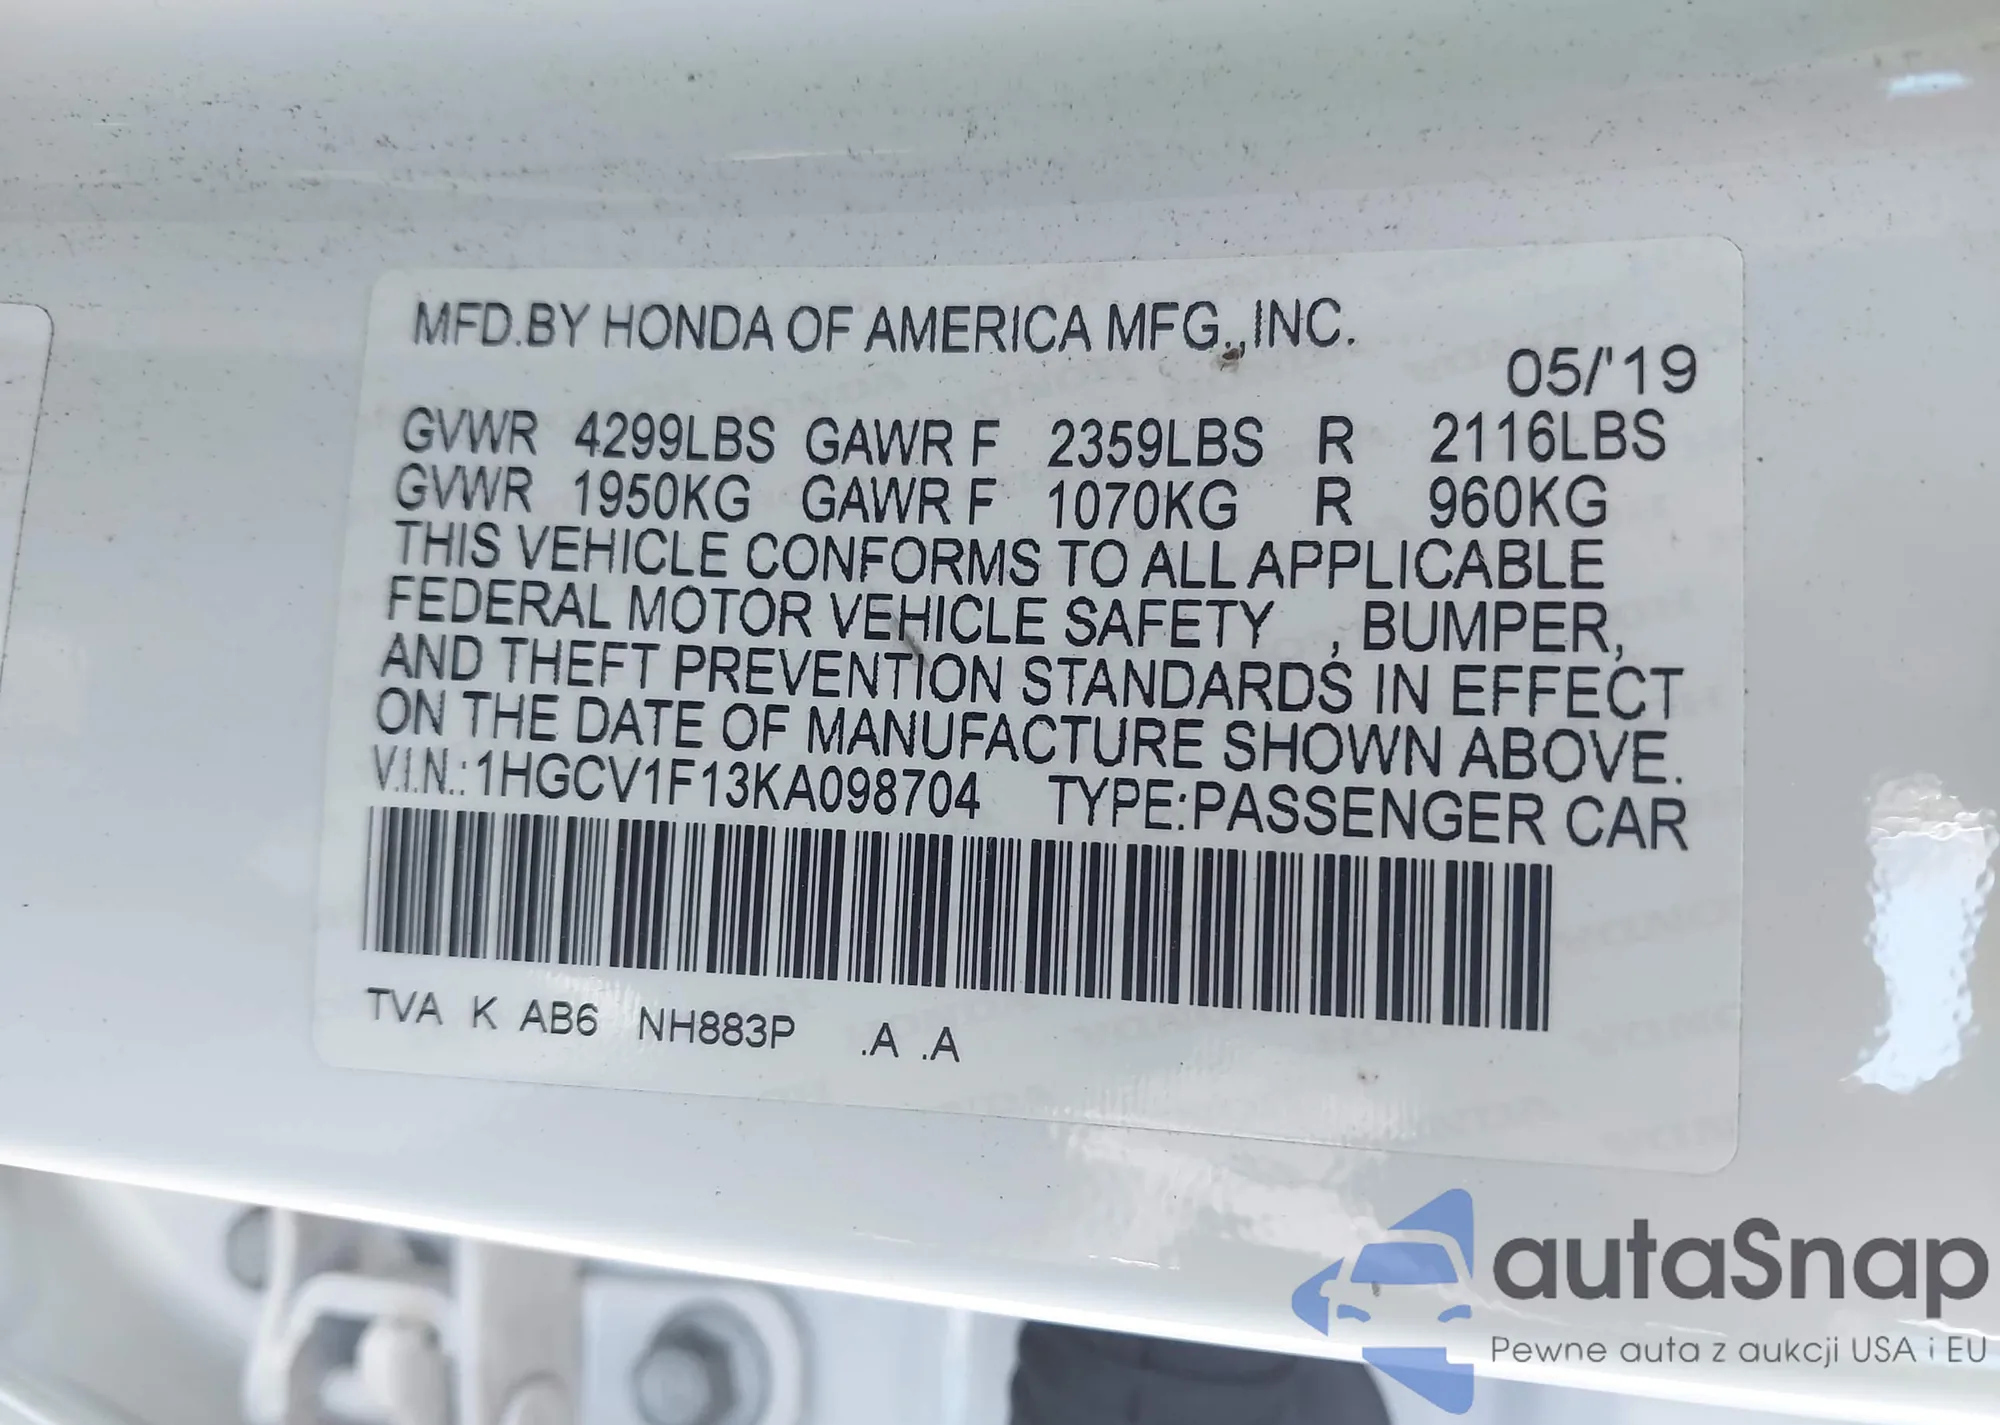 MFD.BY HONDA OF AMERICA MFG.,INC.
05/'19
GVWR 4299LBS GAWR F 2359LBS R 2116LBS
GVWR 1950KG GAWR F 1070KG R 960KG
THIS VEHICLE CONFORMS TO ALL APPLICABLE
FEDERAL MOTOR VEHICLE SAFETY , BUMPER,
AND THEFT PREVENTION STANDARDS IN EFFECT
ON THE DATE OF MANUFACTURE SHOWN ABOVE.
V.I.N.:1HGCV1F13KA098704 TYPE:PASSENGER CAR
TVA K AB6 NH883P .A .A
autaSnap
Pewne auta z aukcji USA i EU